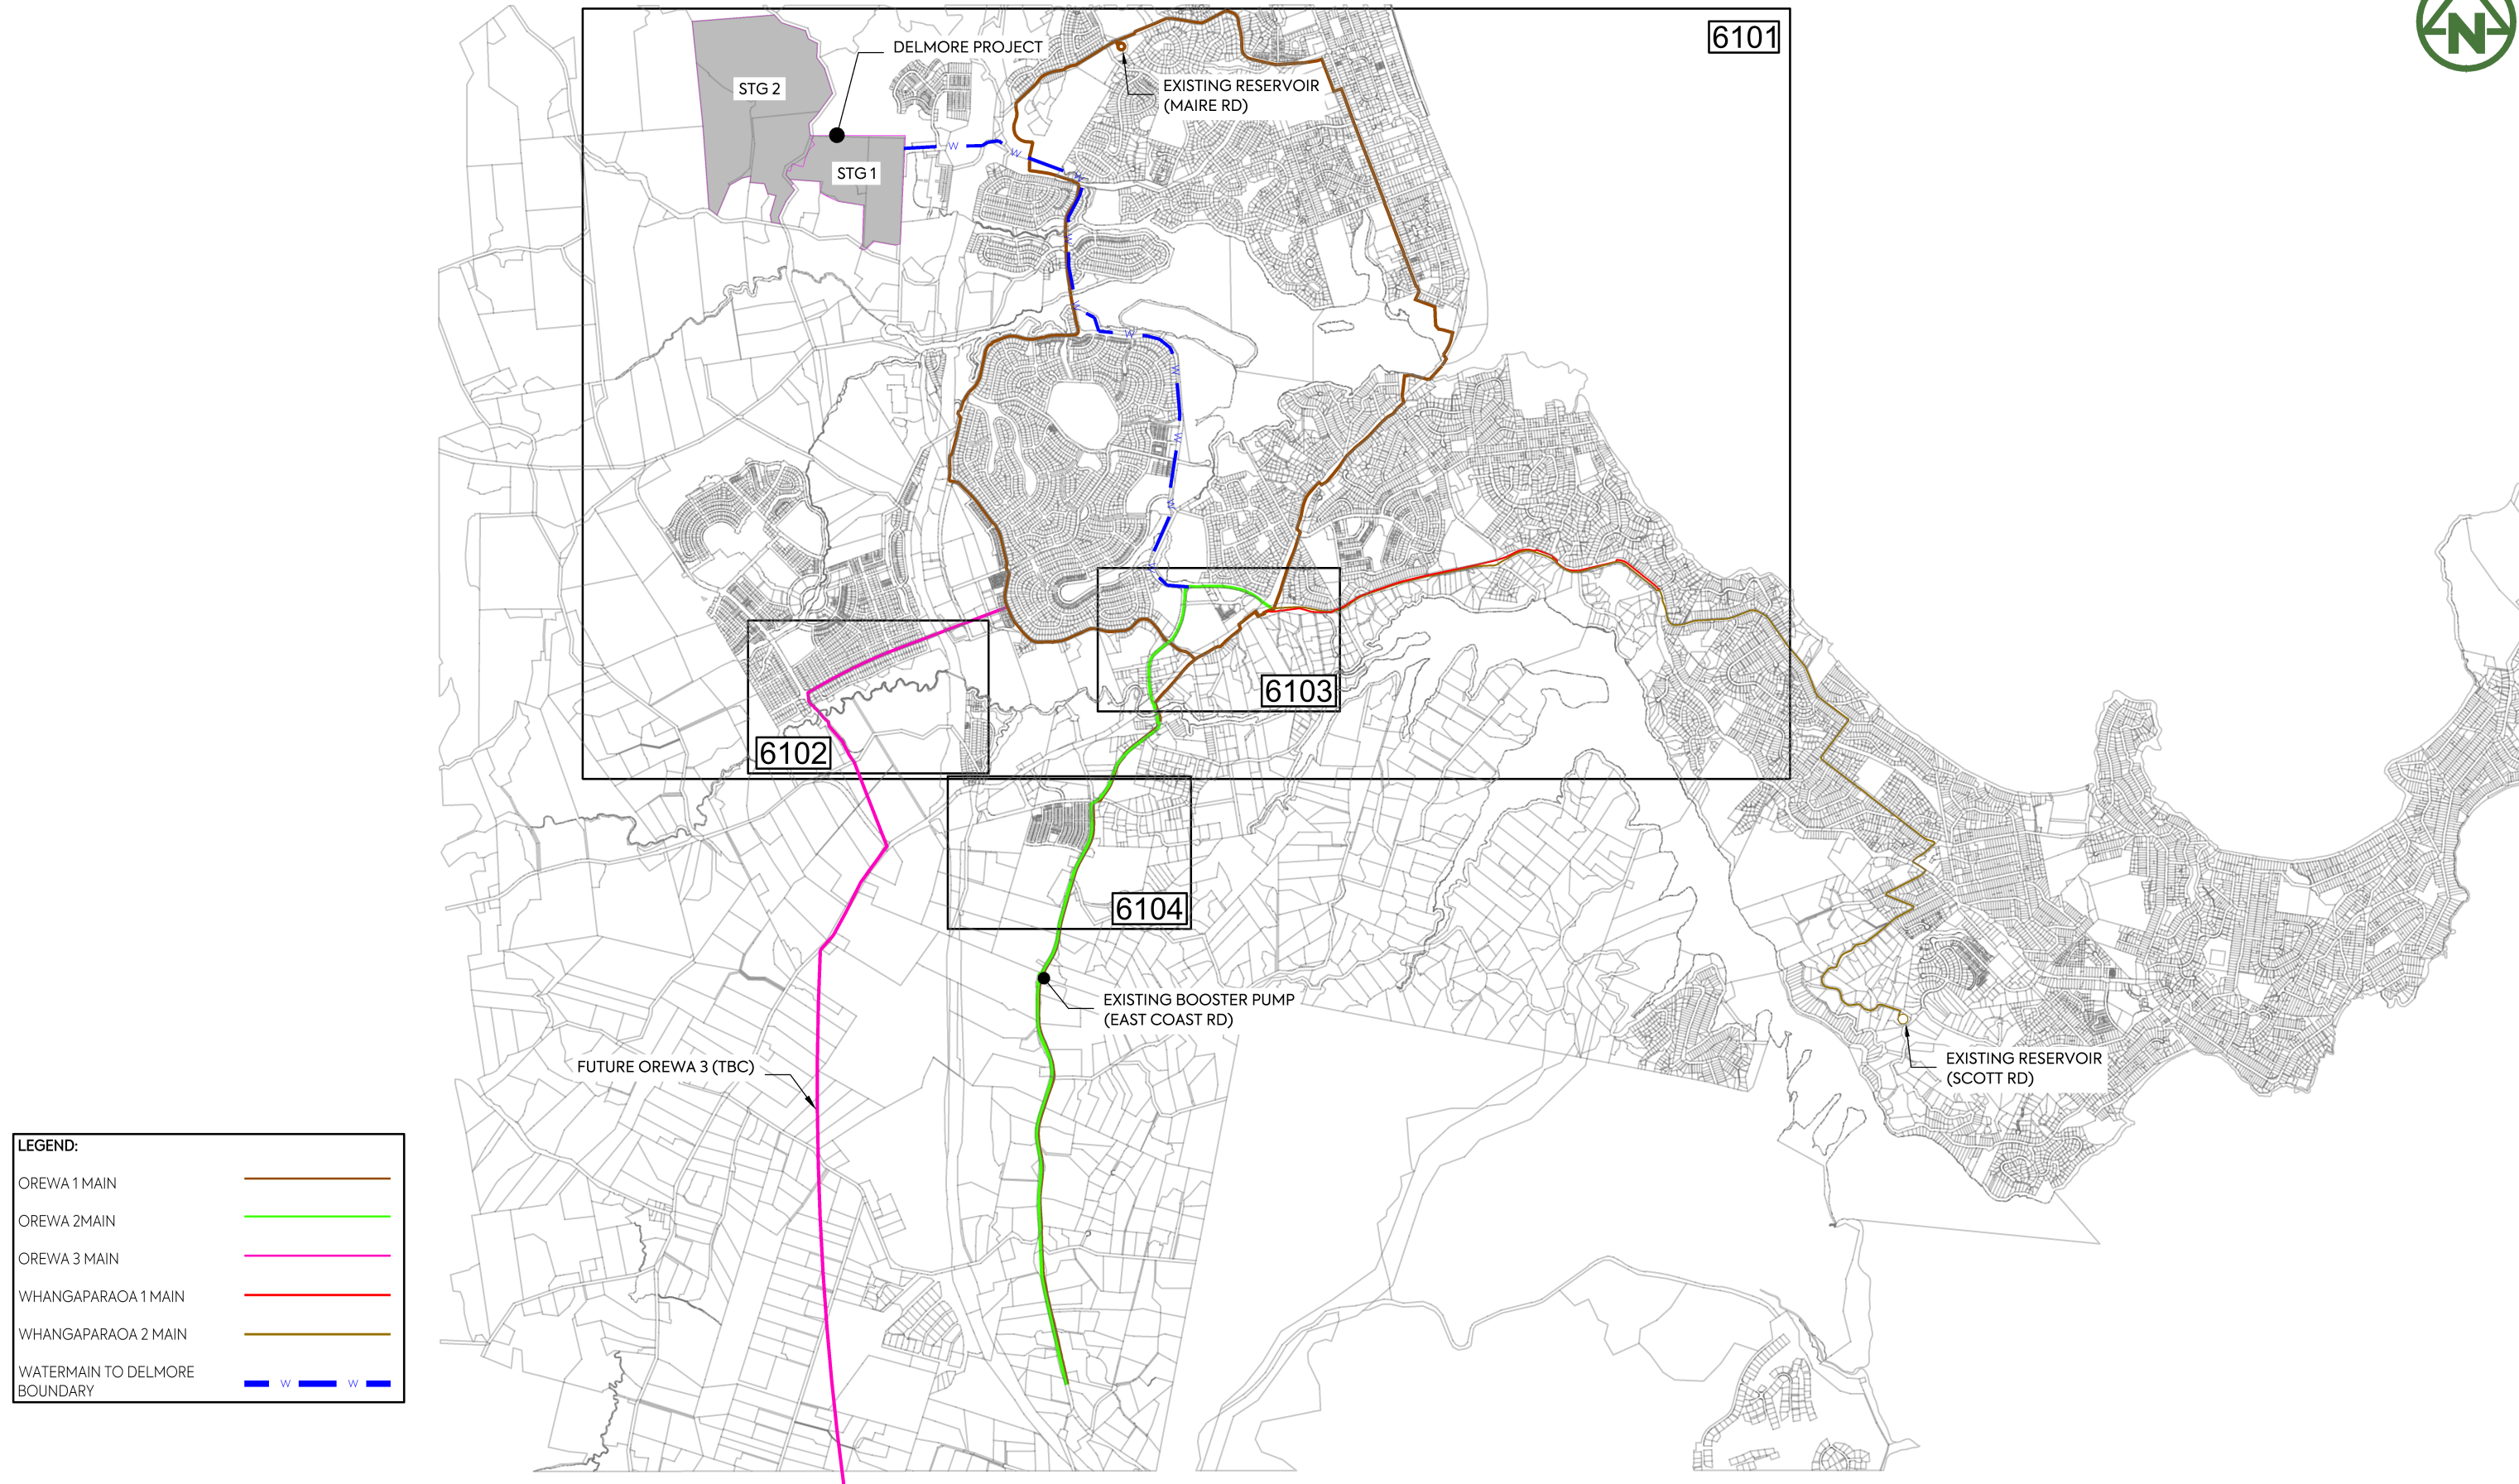 6101
N
DELMORE PROJECT
STG 2
EXISTING RESERVOIR
(MAIRE RD)
W
W
STG 1
W
W
W
W
W
W
W
W
6103
6102
6104
EXISTING BOOSTER PUMP
(EAST COAST RD)
FUTURE OREWA 3 (TBC)
EXISTING RESERVOIR
(SCOTT RD)
LEGEND:
OREWA 1 MAIN
OREWA 2MAIN
OREWA 3 MAIN
WHANGAPARAOA 1 MAIN
WHANGAPARAOA 2 MAIN
WATERMAIN TO DELMORE
BOUNDARY
W W